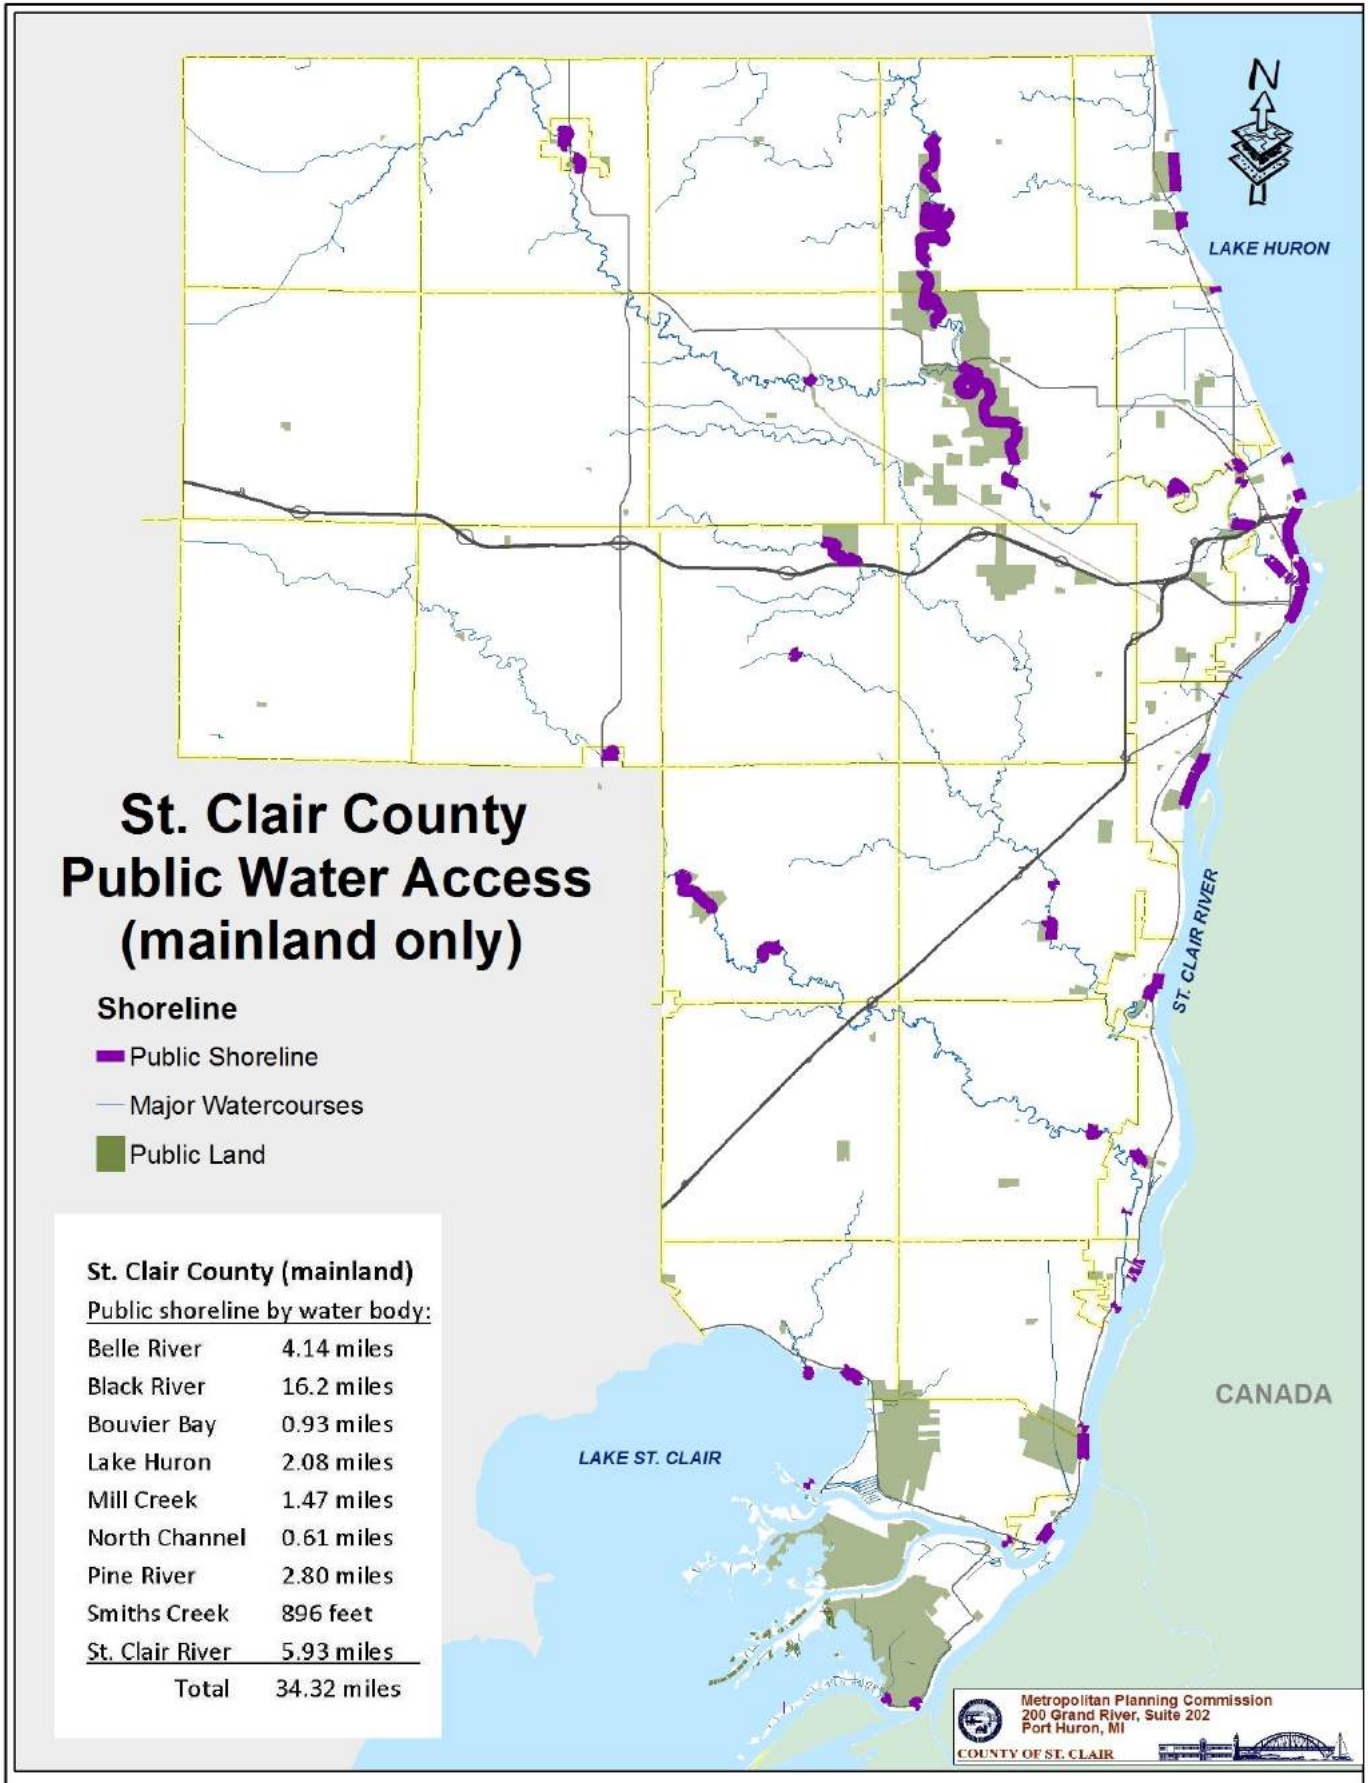 N
LAKE HURON
St. Clair County
Public Water Access
(mainland only)
Shoreline
Public Shoreline
Major Watercourses
Public Land
ST. CLAIR RIVER
St. Clair County (mainland)
Public shoreline by water body:
Belle River 4.14 miles
Black River 16.2 miles
Bouvier Bay 0.93 miles
Lake Huron 2.08 miles
Mill Creek 1.47 miles
North Channel 0.61 miles
Pine River 2.80 miles
Smiths Creek 896 feet
St. Clair River 5.93 miles
Total 34.32 miles
CANADA
LAKE ST. CLAIR
Metropolitan Planning Commission
200 Grand River, Suite 202
Port Huron, MI
COUNTY OF ST. CLAIR